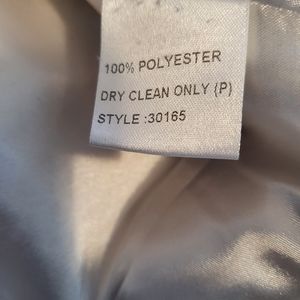 100% POLYESTER
DRY CLEAN ONLY (P)
STYLE :30165